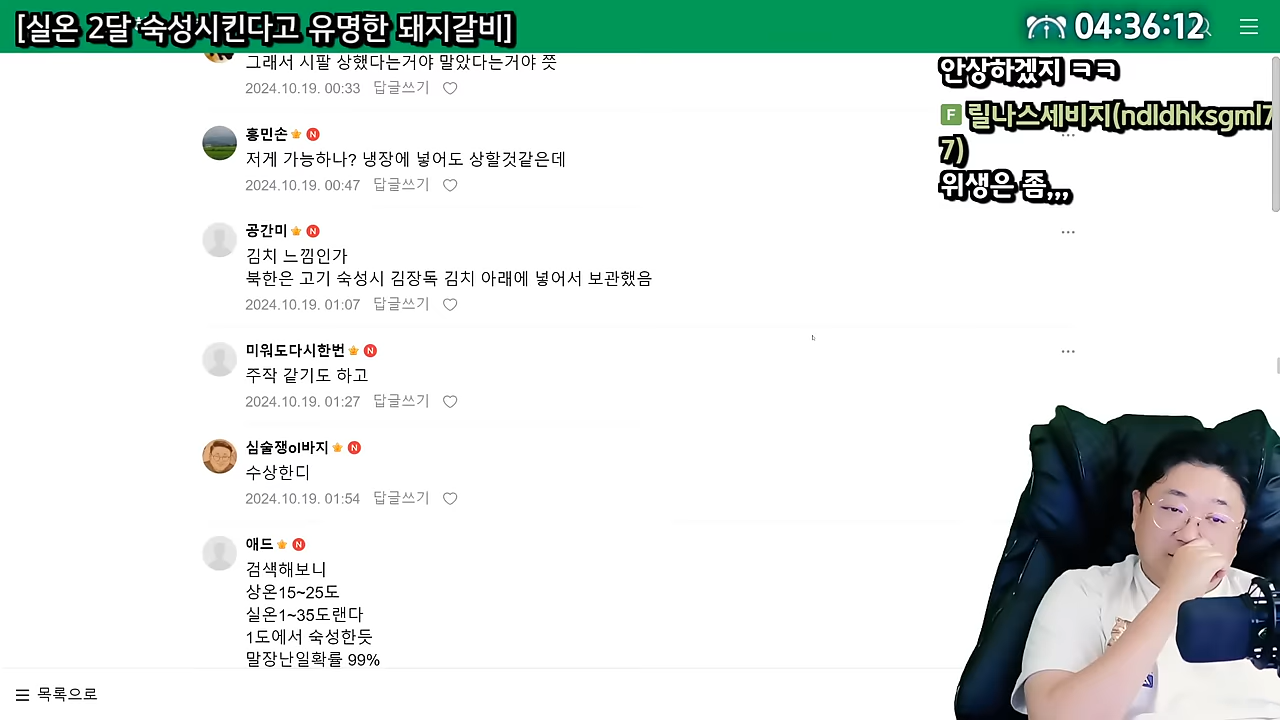 [실온 2달 숙성시킨다고 유명한 돼지갈비]
04:36:12
그래서 시팔 상했다는거야 말았다는거야 쯧
2024.10.19. 00:33 답글쓰기
안상하겠지 ㅋㅋ
F 릴나스세비지(ndldhksgml7
7)
위생은 좀,,,
홍민손 N
저게 가능하나? 냉장에 넣어도 상할것같은데
2024.10.19. 00:47 답글쓰기
공간미 N
김치 느낌인가
북한은 고기 숙성시 김장독 김치 아래에 넣어서 보관했음
2024.10.19. 01:07 답글쓰기
미워도다시한번 N
주작 같기도 하고
2024.10.19. 01:27 답글쓰기
심술쟁ol바지 N
수상한디
2024.10.19. 01:54 답글쓰기
애드 N
검색해보니
상온15~25도
실온1~35도랜다
1도에서 숙성한듯
말장난일확률 99%
목록으로